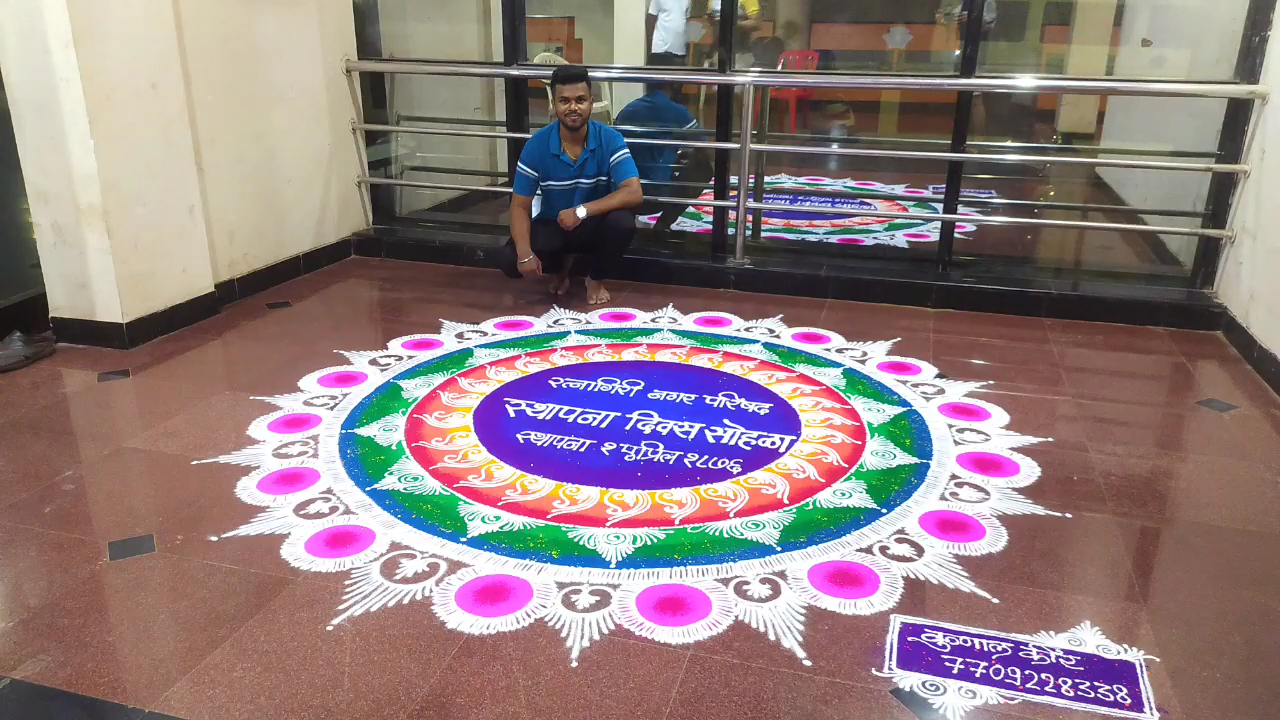 रत्नागिरी नगर परिषद
स्थापना दिवस सोहळा
स्थापना १ एप्रिल १८७६
कुणाल कीर
7709228338